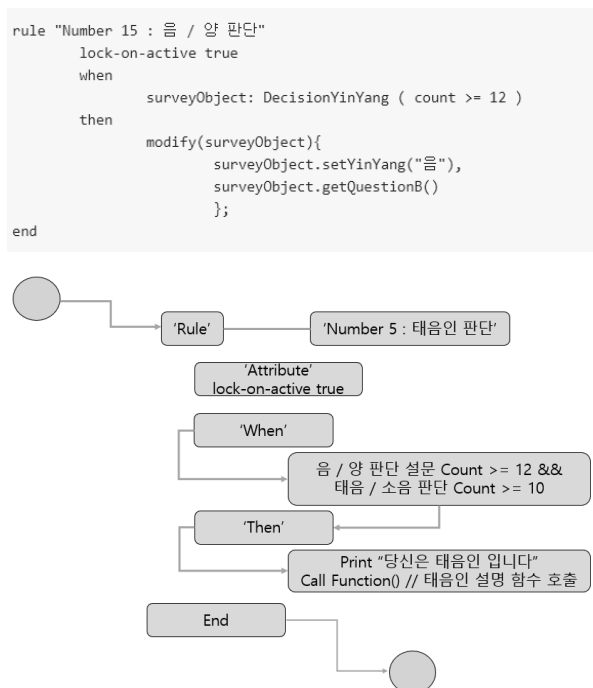 rule "Number 15 : 음 / 양 판단"
lock-on-active true
when
surveyObject: DecisionYinYang ( count >= 12 )
then
modify(surveyObject){
surveyObject.setYinYang("음"),
surveyObject.getQuestionB()
};
end
'Rule'
'Number 5 : 태음인 판단'
'Attribute'
lock-on-active true
'When'
음 / 양 판단 설문 Count >= 12 &&
태음 / 소음 판단 Count >= 10
'Then'
Print "당신은 태음인 입니다"
Call Function() // 태음인 설명 함수 호출
End